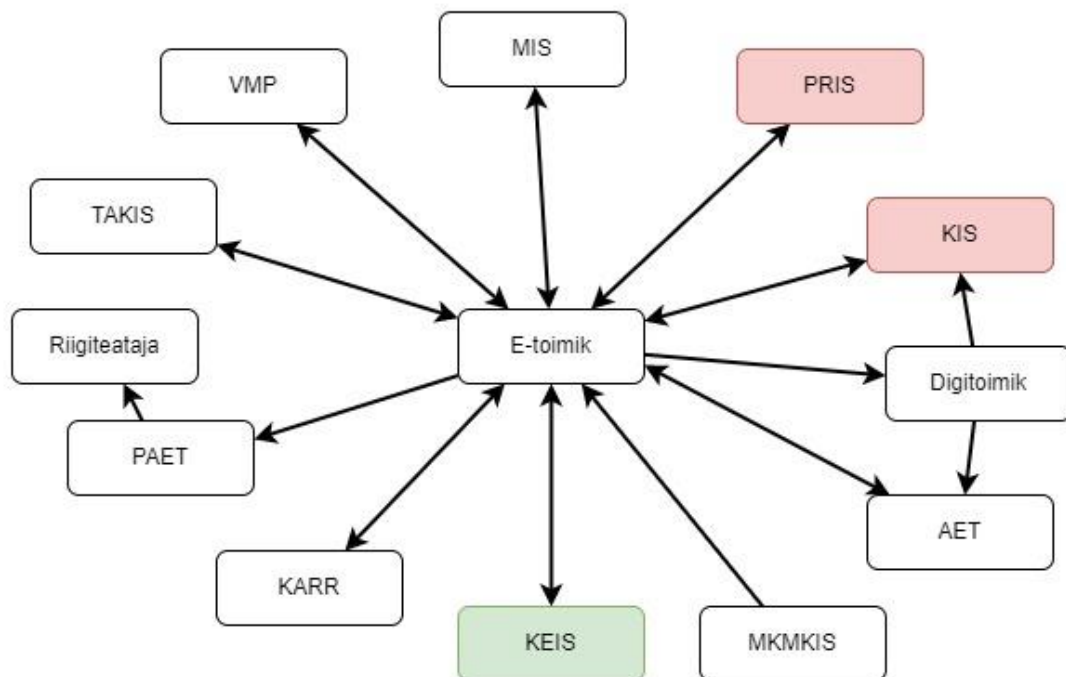 MIS
VMP
PRIS
TAKIS
KIS
Riigiteataja
E-toimik
Digitoimik
PAET
AET
KARR
KEIS
MKMKIS